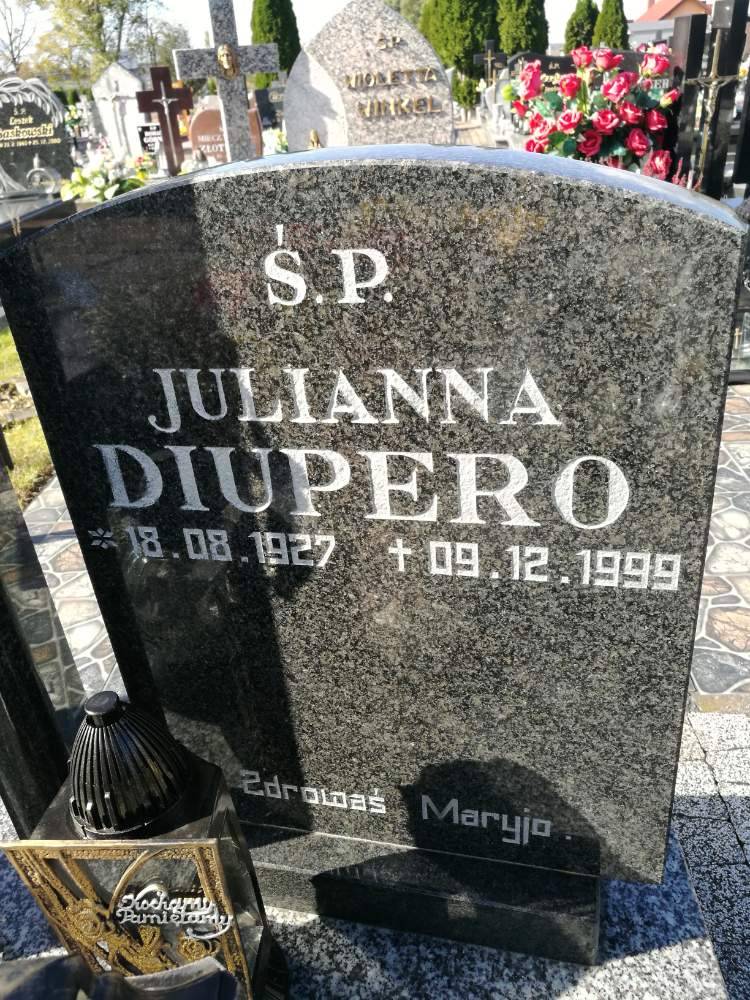 Ś.P.
WIOLETTA
WINKEL
Ś.P.
JULIANNA
DIUPERO
* 18.08.1927 † 09.12.1999
Zdrowaś Maryjo.
Kochamy
Pamiętamy